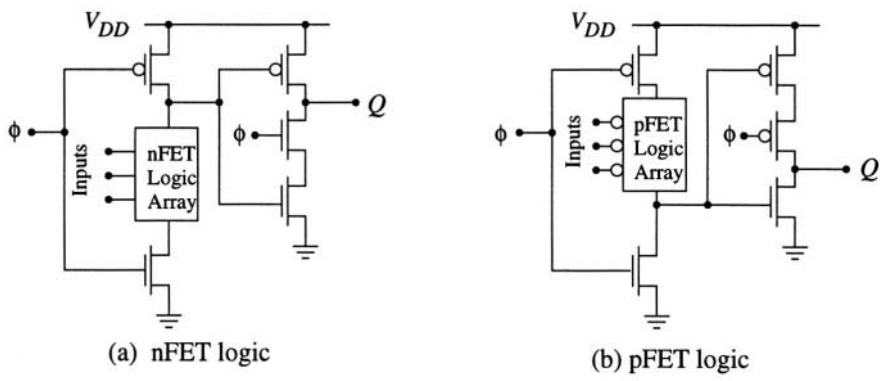 V_DD
Q
ϕ
ϕ
Inputs
nFET
Logic
Array
(a) nFET logic
V_DD
ϕ
ϕ
Inputs
pFET
Logic
Array
Q
(b) pFET logic